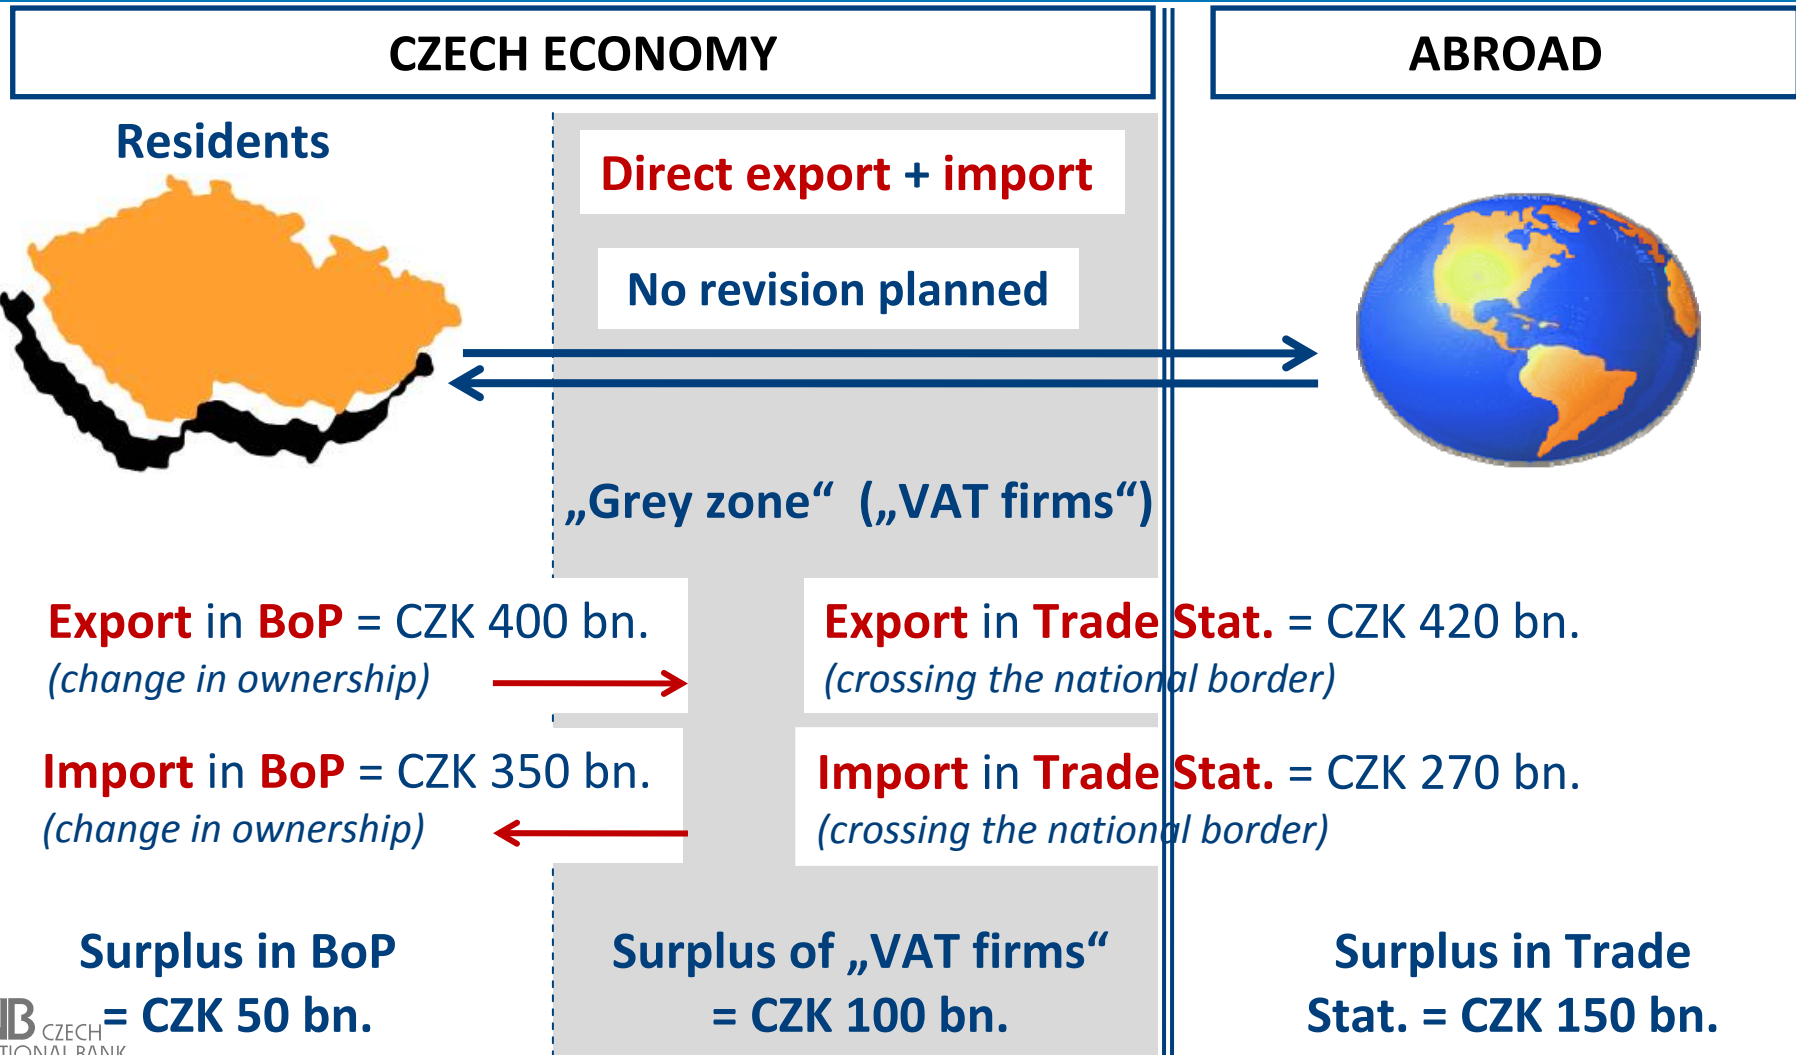 CZECH ECONOMY
ABROAD
Residents
Direct export + import
No revision planned
„Grey zone“ („VAT firms“)
Export in BoP = CZK 400 bn.
(change in ownership)
Export in Trade Stat. = CZK 420 bn.
(crossing the national border)
Import in BoP = CZK 350 bn.
(change in ownership)
Import in Trade Stat. = CZK 270 bn.
(crossing the national border)
Surplus in BoP
= CZK 50 bn.
Surplus of „VAT firms“
= CZK 100 bn.
Surplus in Trade
Stat. = CZK 150 bn.
NB CZECH
TIONAL BANK